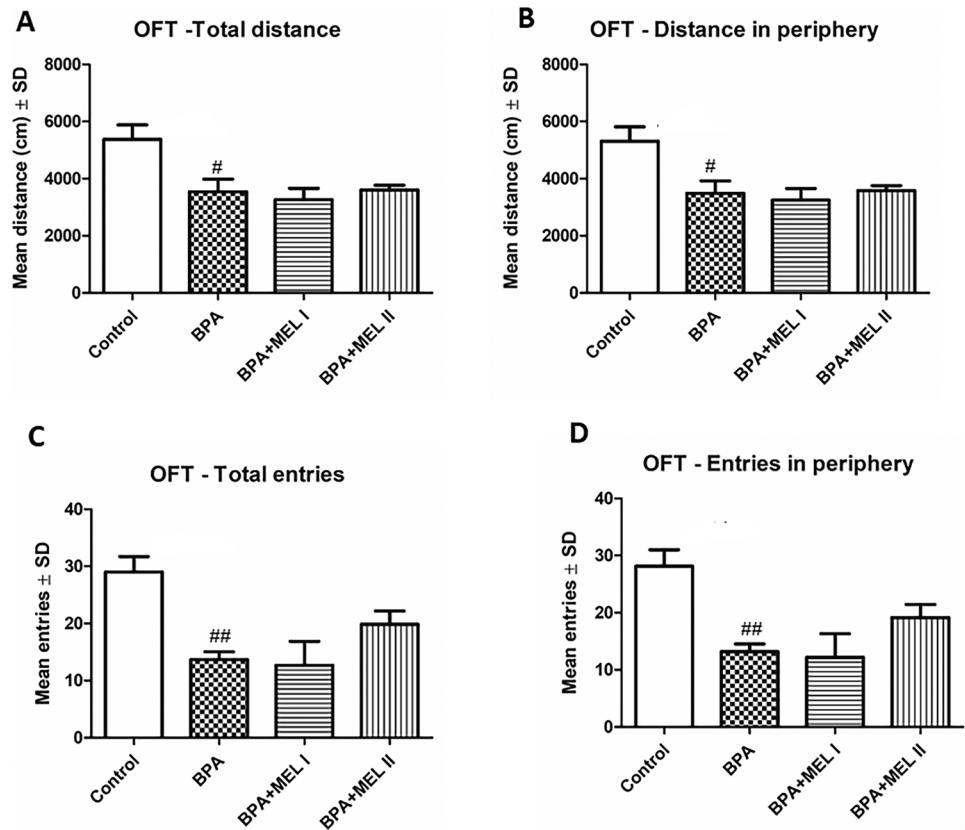 A
OFT -Total distance
Mean distance (cm) ± SD
8000
6000
4000
2000
0
#
Control
BPA
BPA+MEL I
BPA+MEL II
B
OFT - Distance in periphery
Mean distance (cm) ± SD
8000
6000
4000
2000
0
#
Control
BPA
BPA+MEL I
BPA+MEL II
C
OFT - Total entries
Mean entries ± SD
40
30
20
10
0
##
Control
BPA
BPA+MEL I
BPA+MEL II
D
OFT - Entries in periphery
Mean entries ± SD
40
30
20
10
0
##
Control
BPA
BPA+MEL I
BPA+MEL II